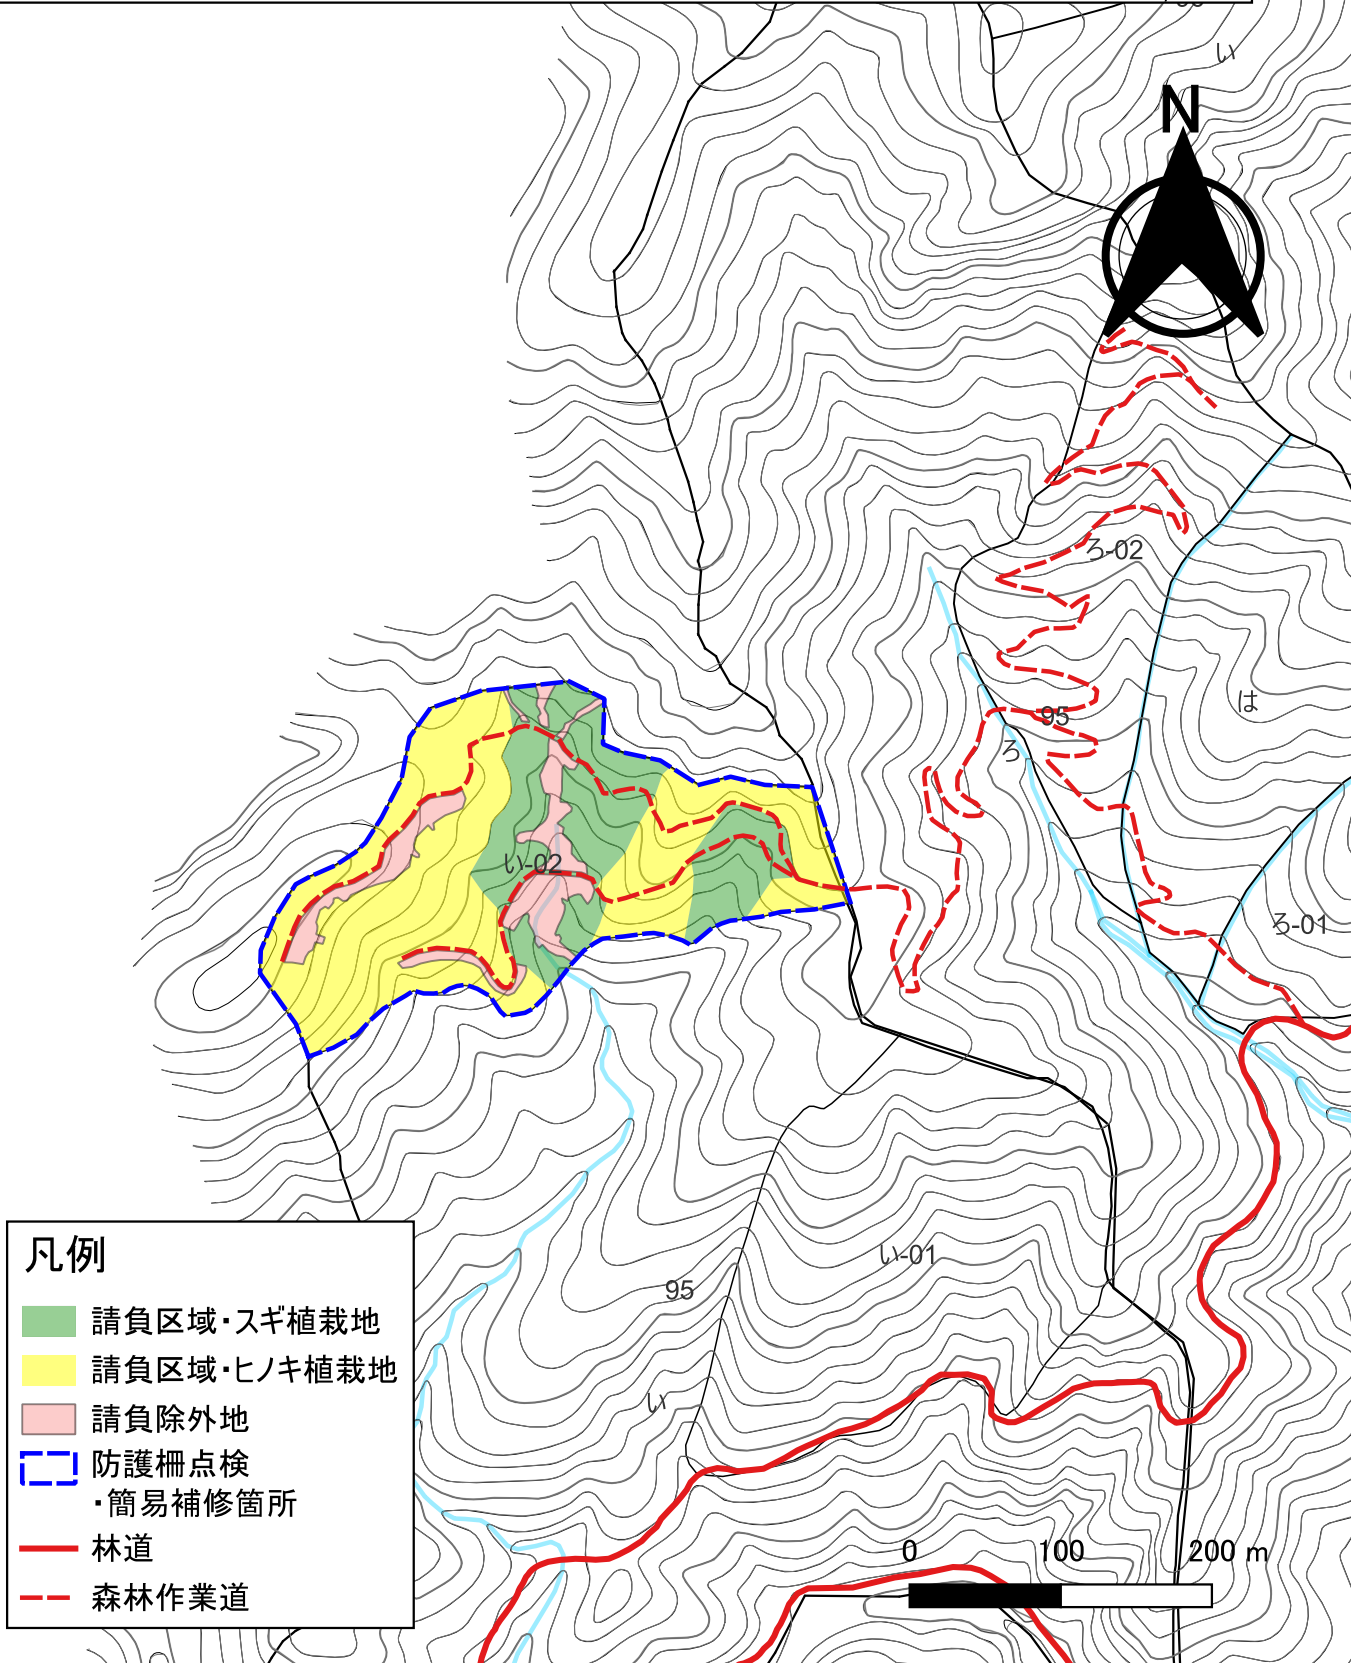 い
N
ろ-02
95
ろ
は
い-02
ろ-01
い-01
95
い
凡例
請負区域・スギ植栽地
請負区域・ヒノキ植栽地
請負除外地
防護柵点検
・簡易補修箇所
林道
森林作業道
0 100 200 m